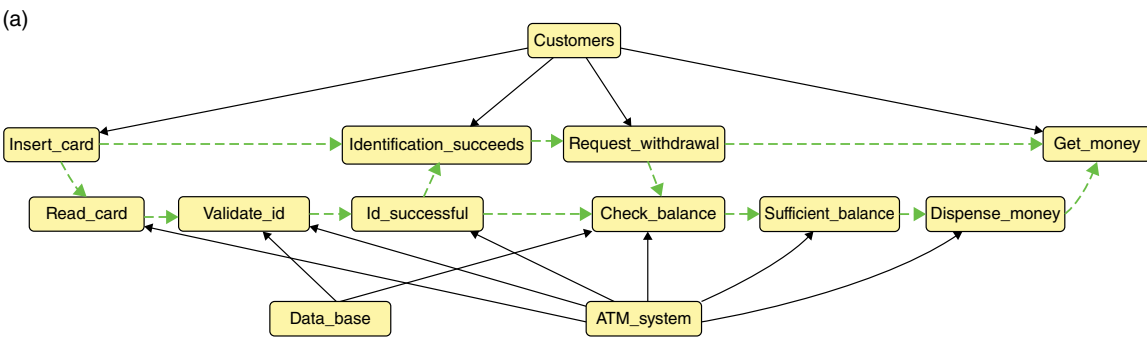 (a)
Customers
Insert_card
Identification_succeeds
Request_withdrawal
Get_money
Read_card
Validate_id
Id_successful
Check_balance
Sufficient_balance
Dispense_money
Data_base
ATM_system